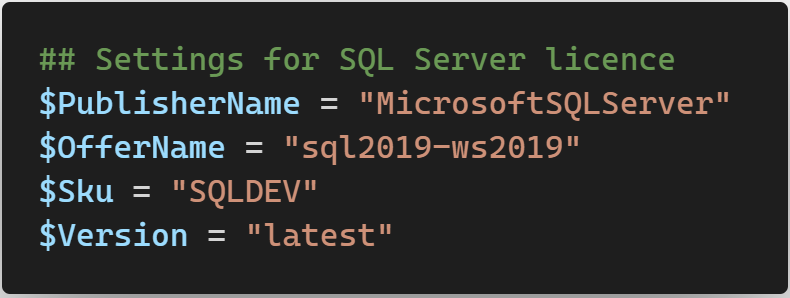 ## Settings for SQL Server licence
$PublisherName = "MicrosoftSQLServer"
$OfferName = "sql2019-ws2019"
$Sku = "SQLDEV"
$Version = "latest"